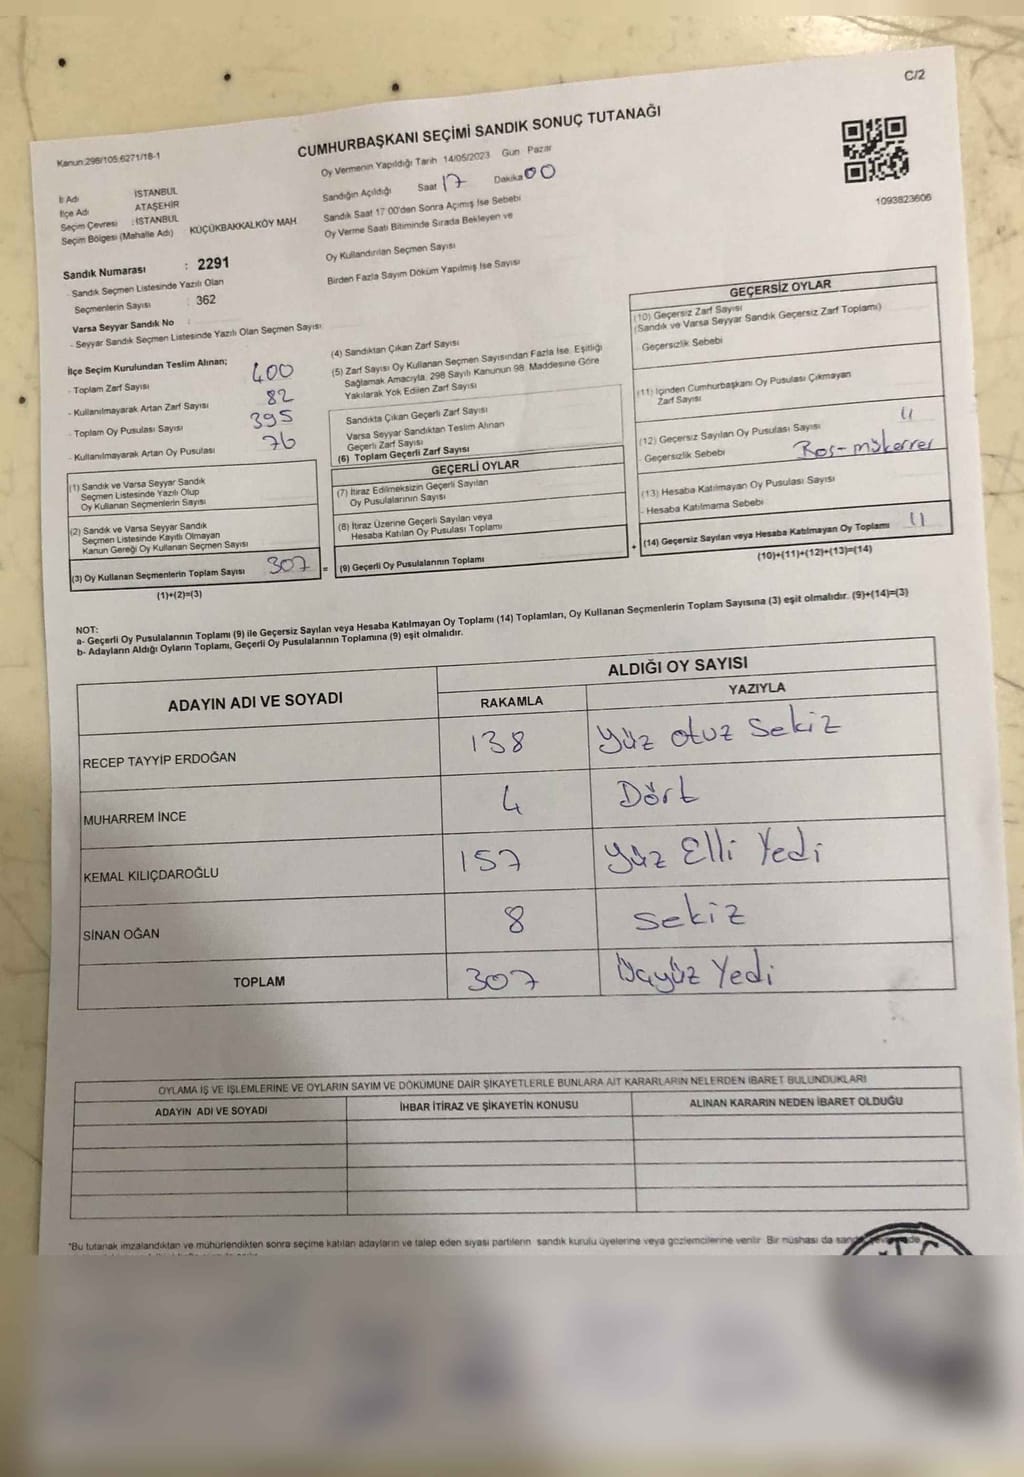 C/2
CUMHURBAŞKANI SEÇİMİ SANDIK SONUÇ TUTANAĞI
Kanun:298/105;6271/18-1
Oy Vermenin Yapıldığı Tarih 14/05/2023 Gün Pazar
İl Adı İSTANBUL
İlçe Adı ATAŞEHİR
Seçim Çevresi : İSTANBUL
Seçim Bölgesi (Mahalle Adı) : KÜÇÜKBAKKALKÖY MAH
Sandığın Açıldığı Saat 17 Dakika 00
Sandık Saat 17:00'den Sonra Açımış İse Sebebi
Oy Verme Saati Bitiminde Sırada Bekleyen ve
Oy Kullandırılan Seçmen Sayısı
Birden Fazla Sayım Döküm Yapılmış İse Sayısı
1093823606
Sandık Numarası : 2291
- Sandık Seçmen Listesinde Yazılı Olan
Seçmenlerin Sayısı : 362
Varsa Seyyar Sandık No :
- Seyyar Sandık Seçmen Listesinde Yazılı Olan Seçmen Sayısı
İlçe Seçim Kurulundan Teslim Alınan;
- Toplam Zarf Sayısı 400
- Kullanılmayarak Artan Zarf Sayısı 82
- Toplam Oy Pusulası Sayısı 395
- Kullanılmayarak Artan Oy Pusulası 76
(1) Sandık ve Varsa Seyyar Sandık
Seçmen Listesinde Yazılı Olup
Oy Kullanan Seçmenlerin Sayısı
(2) Sandık ve Varsa Seyyar Sandık
Seçmen Listesinde Kayıtlı Olmayan
Kanun Gereği Oy Kullanan Seçmen Sayısı
(3) Oy Kullanan Seçmenlerin Toplam Sayısı 307
(1)+(2)=(3)
(4) Sandıktan Çıkan Zarf Sayısı
(5) Zarf Sayısı Oy Kullanan Seçmen Sayısından Fazla İse, Eşitliği
Sağlamak Amacıyla, 298 Sayılı Kanunun 98. Maddesine Göre
Yakılarak Yok Edilen Zarf Sayısı
Sandıkta Çıkan Geçerli Zarf Sayısı
Varsa Seyyar Sandıktan Teslim Alınan
Geçerli Zarf Sayısı
(6) Toplam Geçerli Zarf Sayısı
GEÇERLİ OYLAR
(7) İtiraz Edilmeksizin Geçerli Sayılan
Oy Pusulalarının Sayısı
(8) İtiraz Üzerine Geçerli Sayılan veya
Hesaba Katılan Oy Pusulası Toplamı
= (9) Geçerli Oy Pusulalarının Toplamı
GEÇERSİZ OYLAR
(10) Geçersiz Zarf Sayısı
(Sandık ve Varsa Seyyar Sandık Geçersiz Zarf Toplamı)
- Geçersizlik Sebebi
(11) İçinden Cumhurbaşkanı Oy Pusulası Çıkmayan
Zarf Sayısı
(12) Geçersiz Sayılan Oy Pusulası Sayısı 11
- Geçersizlik Sebebi Boş-mükerrer
(13) Hesaba Katılmayan Oy Pusulası Sayısı
- Hesaba Katılmama Sebebi
+ (14) Geçersiz Sayılan veya Hesaba Katılmayan Oy Toplamı 11
(10)+(11)+(12)+(13)=(14)
NOT:
a- Geçerli Oy Pusulalarının Toplamı (9) ile Geçersiz Sayılan veya Hesaba Katılmayan Oy Toplamı (14) Toplamları, Oy Kullanan Seçmenlerin Toplam Sayısına (3) eşit olmalıdır. (9)+(14)=(3)
b- Adayların Aldığı Oyların Toplamı, Geçerli Oy Pusulalarının Toplamına (9) eşit olmalıdır.
ADAYIN ADI VE SOYADI
ALDIĞI OY SAYISI
RAKAMLA YAZIYLA
RECEP TAYYİP ERDOĞAN 138 Yüz otuz Sekiz
MUHARREM İNCE 4 Dört
KEMAL KILIÇDAROĞLU 157 Yüz Elli Yedi
SİNAN OĞAN 8 sekiz
TOPLAM 307 Üçyüz Yedi
OYLAMA İŞ VE İŞLEMLERİNE VE OYLARIN SAYIM VE DÖKÜMÜNE DAİR ŞİKAYETLERLE BUNLARA AİT KARARLARIN NELERDEN İBARET BULUNDUKLARI
ADAYIN ADI VE SOYADI İHBAR İTİRAZ VE ŞİKAYETİN KONUSU ALINAN KARARIN NEDEN İBARET OLDUĞU
*Bu tutanak imzalandıktan ve mühürlendikten sonra seçime katılan adayların ve talep eden siyasi partilerin sandık kurulu üyelerine veya gözlemcilerine verilir. Bir nüshası da
T.C.